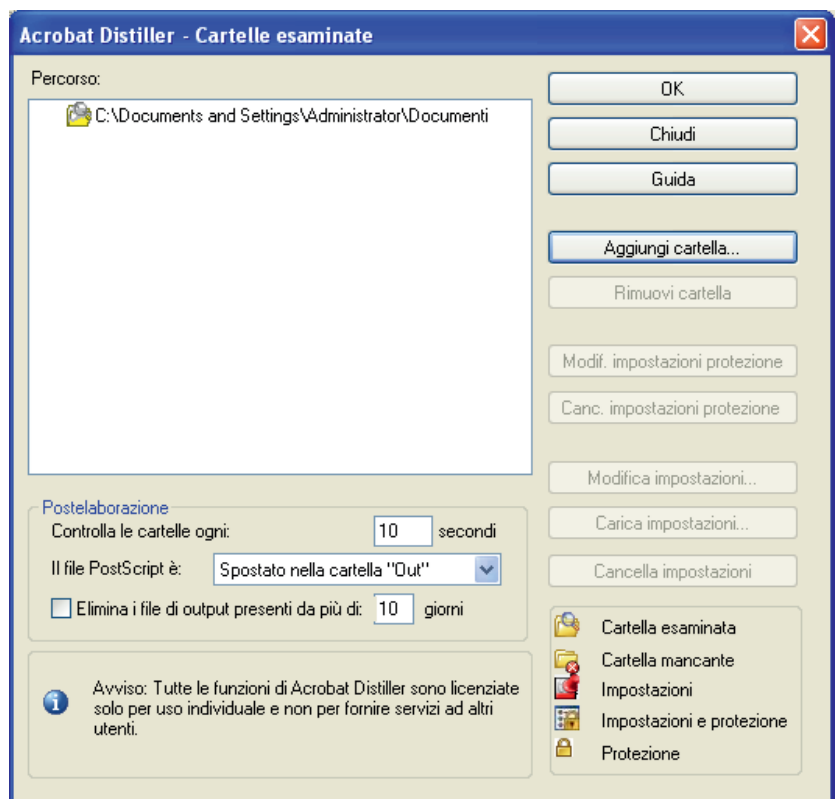 Acrobat Distiller - Cartelle esaminate
Percorso:
C:\Documents and Settings\Administrator\Documenti
OK
Chiudi
Guida
Aggiungi cartella...
Rimuovi cartella
Modif. impostazioni protezione
Canc. impostazioni protezione
Modifica impostazioni...
Carica impostazioni...
Cancella impostazioni
Postelaborazione
Controlla le cartelle ogni: 10 secondi
Il file PostScript è: Spostato nella cartella "Out"
Elimina i file di output presenti da più di: 10 giorni
Avviso: Tutte le funzioni di Acrobat Distiller sono licenziate
solo per uso individuale e non per fornire servizi ad altri
utenti.
Cartella esaminata
Cartella mancante
Impostazioni
Impostazioni e protezione
Protezione